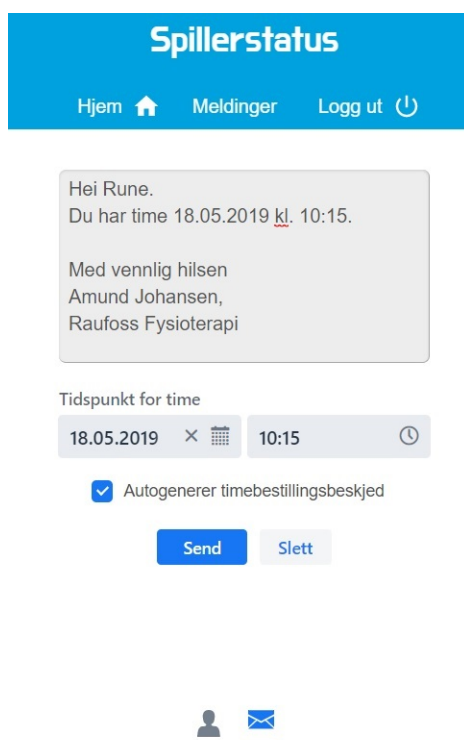 Spillerstatus
Hjem Meldinger Logg ut
Hei Rune.
Du har time 18.05.2019 kl. 10:15.
Med vennlig hilsen
Amund Johansen,
Raufoss Fysioterapi
Tidspunkt for time
18.05.2019 10:15
Autogenerer timebestillingsbeskjed
Send Slett